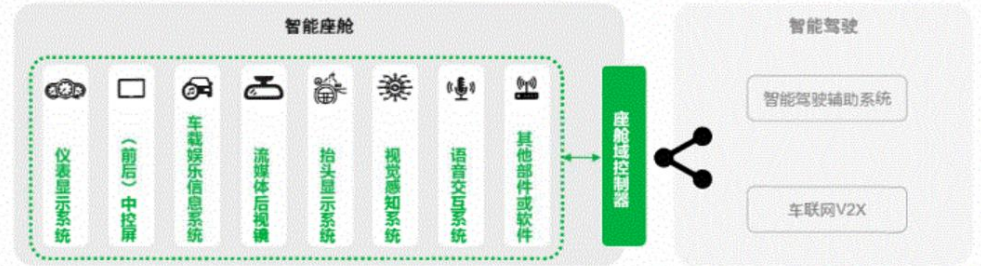 智能座舱
智能驾驶
仪表显示系统
（前后）中控屏
车载娱乐信息系统
流媒体后视镜
抬头显示系统
视觉感知系统
语音交互系统
其他部件或软件
座舱域控制器
智能驾驶辅助系统
车联网V2X